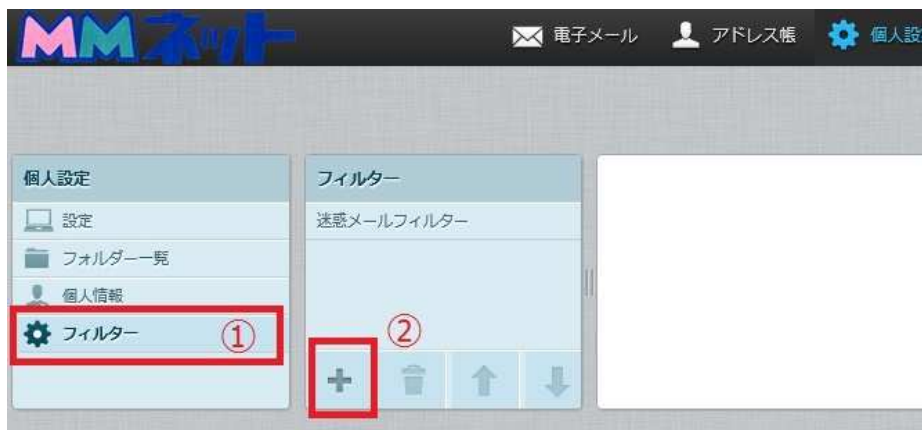 MMネット
電子メール アドレス帳 個人設
個人設定
設定
フォルダー一覧
個人情報
フィルター ①
フィルター
迷惑メールフィルター
②